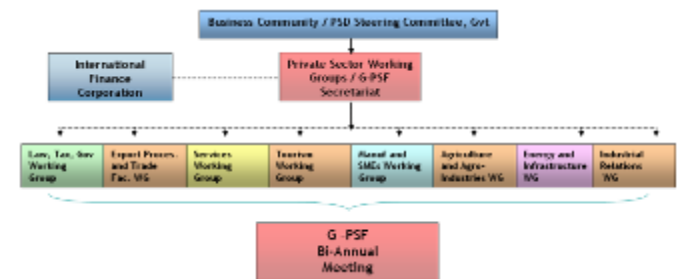 Business Community / PSD Steering Committee, Gvt
International
Finance
Corporation
Private Sector Working
Groups / G-PSF
Secretariat
Law, Tax, Gov
Working
Group
Export Proces.
and Trade
Fac. WG
Services
Working
Group
Tourism
Working
Group
Manuf and
SMEs Working
Group
Agriculture
and Agro-
Industries WG
Energy and
Infrastructure
WG
Industrial
Relations
WG
G -PSF
Bi-Annual
Meeting